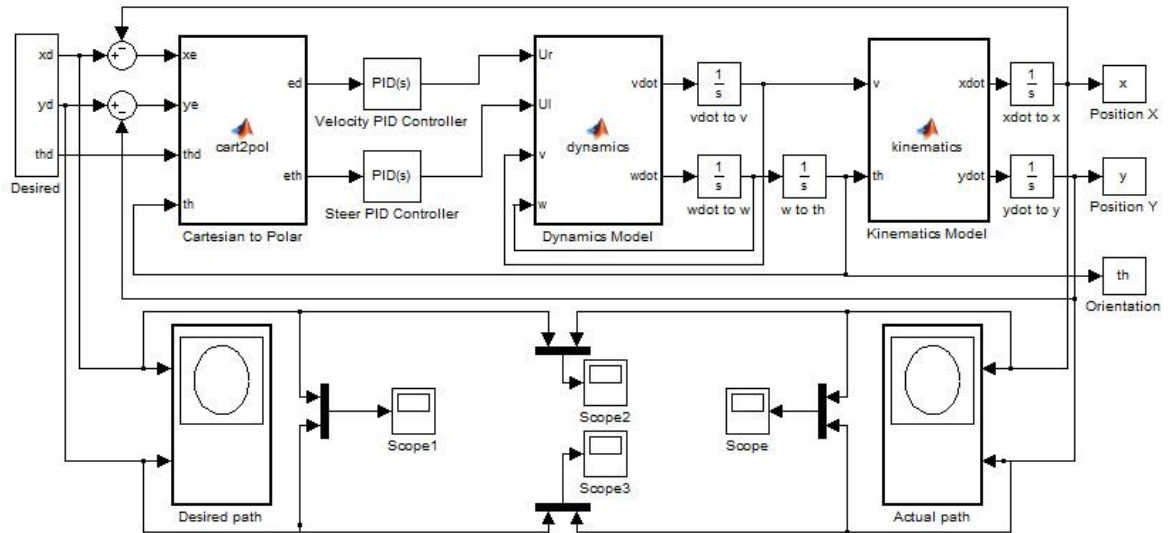 xd
yd
thd
Desired
+
−
+
−
xe
ye
thd
th
cart2pol
ed
eth
Cartesian to Polar
PID(s)
Velocity PID Controller
PID(s)
Steer PID Controller
Ur
Ul
v
w
dynamics
vdot
wdot
Dynamics Model
1
s
vdot to v
1
s
wdot to w
1
s
w to th
v
th
kinematics
xdot
ydot
Kinematics Model
1
s
xdot to x
1
s
ydot to y
x
Position X
y
Position Y
th
Orientation
Desired path
Scope1
Scope2
Scope3
Scope
Actual path